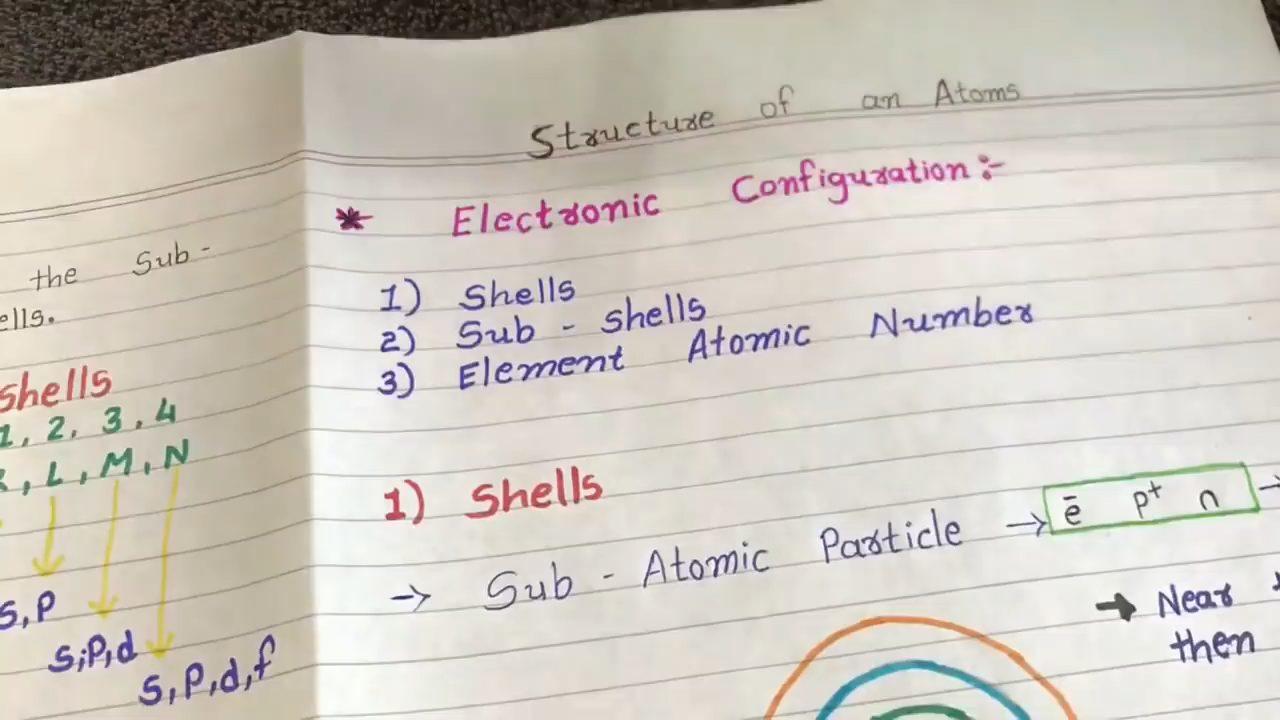 the Sub-
ells.
shells
1, 2, 3, 4
, L, M, N
S, P
S, P, d
S, P, d, f
Structure of an Atoms
* Electronic Configuration :-
1) Shells
2) Sub - shells
3) Element Atomic Number
1) Shells
→ Sub - Atomic Particle → ē p⁺ n →
→ Near
then